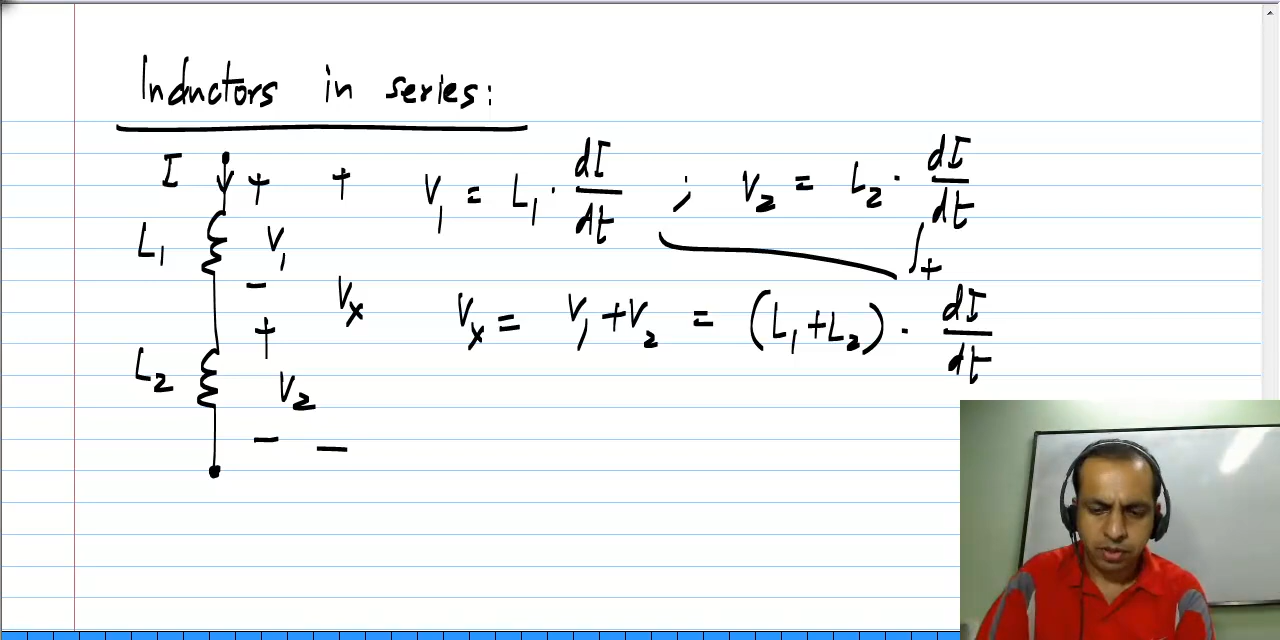 Inductors in series:
I + + V₁ = L₁ · dI/dt ; V₂ = L₂ · dI/dt
L₁ V₁
− +
Vₓ Vₓ = V₁ + V₂ = (L₁ + L₂) · dI/dt
+
L₂ V₂
− −